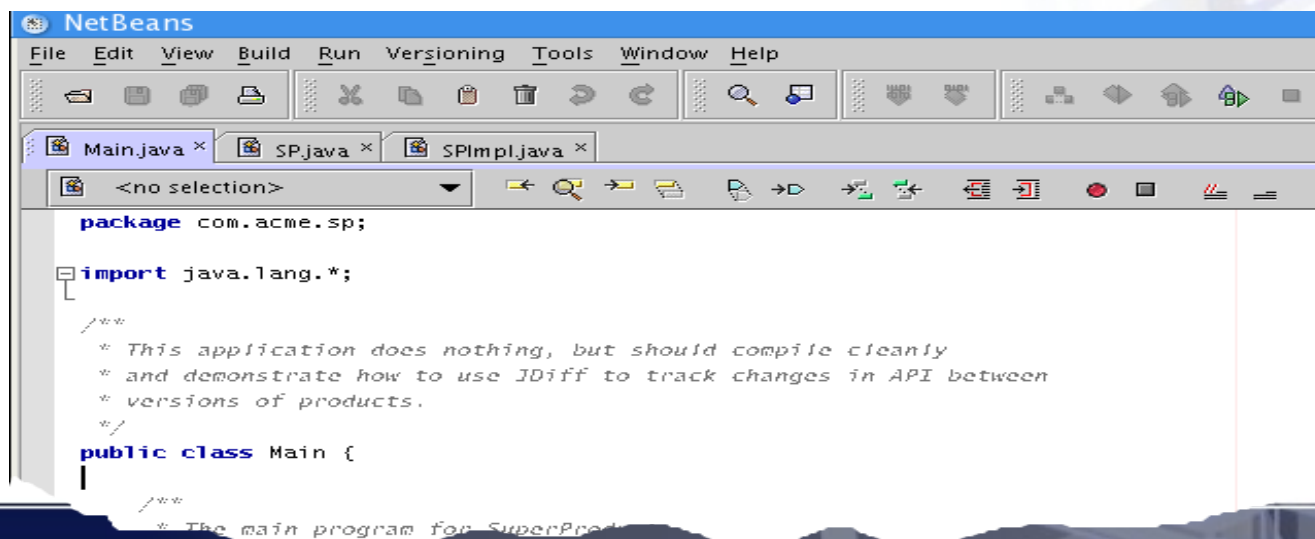 NetBeans
File Edit View Build Run Versioning Tools Window Help
Main.java × SP.java × SPImpl.java ×
<no selection>
package com.acme.sp;
import java.lang.*;
/**
* This application does nothing, but should compile cleanly
* and demonstrate how to use JDiff to track changes in API between
* versions of products.
*/
public class Main {
/**
* The main program for